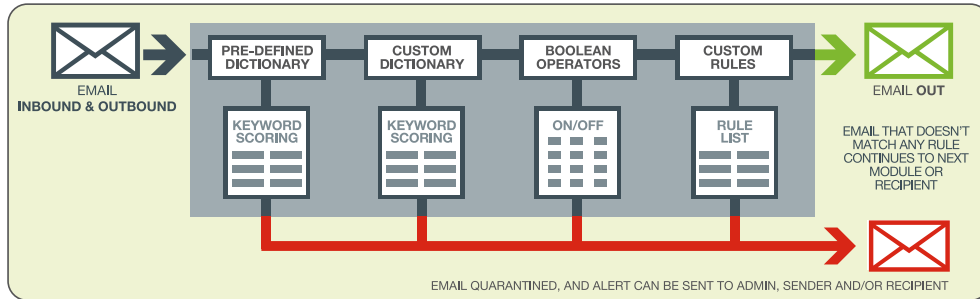 EMAIL
INBOUND & OUTBOUND
PRE-DEFINED
DICTIONARY
CUSTOM
DICTIONARY
BOOLEAN
OPERATORS
CUSTOM
RULES
KEYWORD
SCORING
KEYWORD
SCORING
ON/OFF
RULE
LIST
EMAIL OUT
EMAIL THAT DOESN'T
MATCH ANY RULE
CONTINUES TO NEXT
MODULE OR
RECIPIENT
EMAIL QUARANTINED, AND ALERT CAN BE SENT TO ADMIN, SENDER AND/OR RECIPIENT